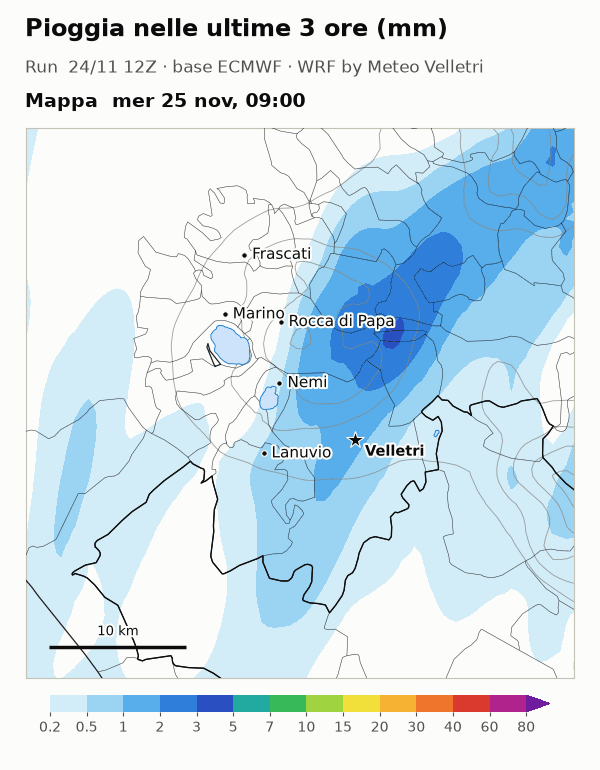 Pioggia nelle ultime 3 ore (mm)
Run  24/11 12Z · base ECMWF · WRF by Meteo Velletri
Mappa  mer 25 nov, 09:00
Frascati
Marino
Rocca di Papa
Nemi
Velletri
Lanuvio
10 km
0.2 0.5 1 2 3 5 7 10 15 20 30 40 60 80